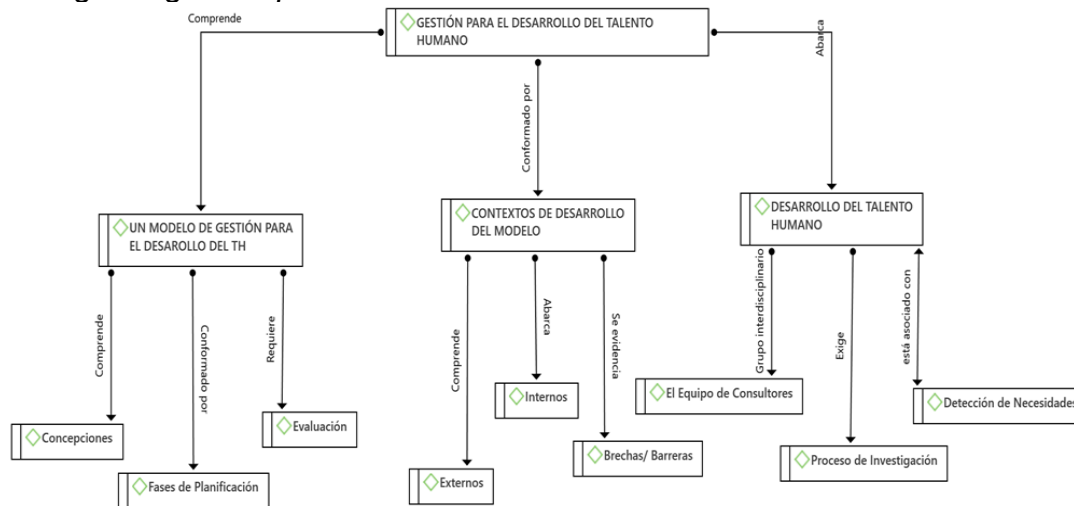 Comprende
GESTIÓN PARA EL DESARROLLO DEL TALENTO
HUMANO
Abarca
Conformado por
UN MODELO DE GESTIÓN PARA
EL DESAROLLO DEL TH
CONTEXTOS DE DESARROLLO
DEL MODELO
DESARROLLO DEL TALENTO
HUMANO
Comprende
Conformado por
Requiere
Comprende
Abarca
Se evidencia
Grupo interdisciplinario
Exige
está asociado con
Concepciones
Fases de Planificación
Evaluación
Externos
Internos
Brechas/ Barreras
El Equipo de Consultores
Proceso de Investigación
Detección de Necesidades